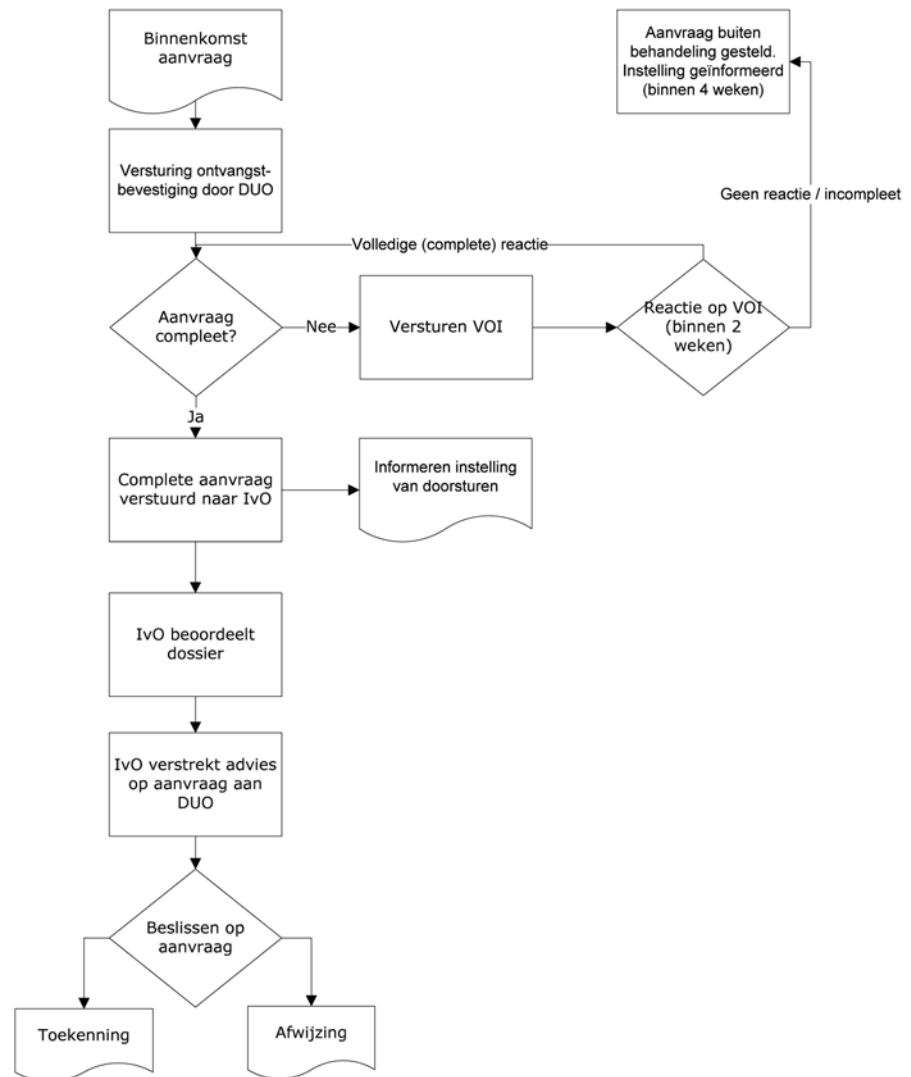 Binnenkomst
aanvraag
Aanvraag buiten
behandeling gesteld.
Instelling geïnformeerd
(binnen 4 weken)
Versturing ontvangst-
bevestiging door DUO
Geen reactie / incompleet
Volledige (complete) reactie
Aanvraag
compleet?
Nee
Versturen VOI
Reactie op VOI
(binnen 2
weken)
Ja
Complete aanvraag
verstuurd naar IvO
Informeren instelling
van doorsturen
IvO beoordeelt
dossier
IvO verstrekt advies
op aanvraag aan
DUO
Beslissen op
aanvraag
Toekenning
Afwijzing